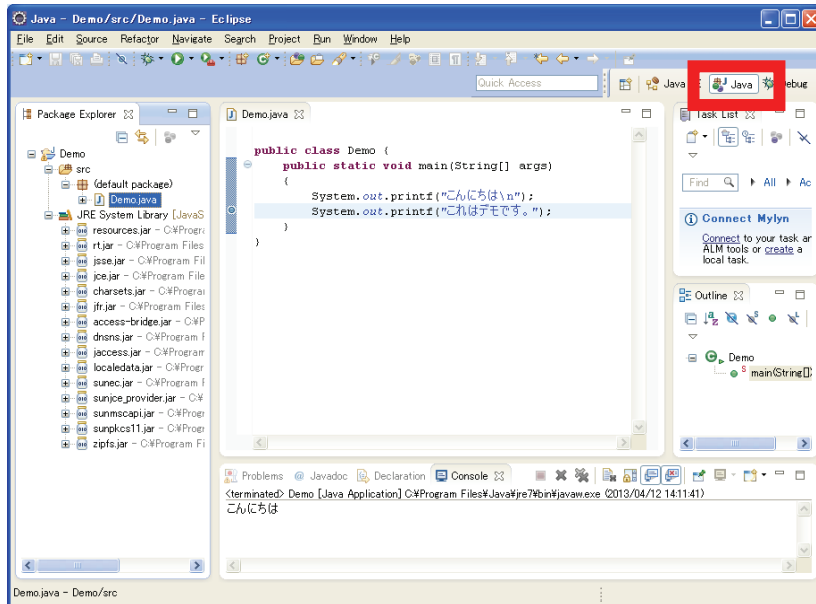 Java - Demo/src/Demo.java - Eclipse
File Edit Source Refactor Navigate Search Project Run Window Help
Quick Access
Java
Java
Debug
Package Explorer
Demo
src
(default package)
Demo.java
JRE System Library [JavaS
resources.jar - C:¥Progra
rt.jar - C:¥Program Files
jsse.jar - C:¥Program Fil
jce.jar - C:¥Program File
charsets.jar - C:¥Prograi
jfr.jar - C:¥Program Files
access-bridge.jar - C:¥P
dnsns.jar - C:¥Program
jaccess.jar - C:¥Program
localedata.jar - C:¥Progr
sunec.jar - C:¥Program F
sunjce_provider.jar - C:¥
sunmscapi.jar - C:¥Progr
sunpkcs11.jar - C:¥Progr
zipfs.jar - C:¥Program Fi
Demo.java
public class Demo {
public static void main(String[] args)
{
System.out.printf("こんにちは\n");
System.out.printf("これはデモです。");
}
}
Task List
Find All Ac
Connect Mylyn
Connect to your task ar
ALM tools or create a
local task.
Outline
Demo
main(String[]
Problems @ Javadoc Declaration Console
<terminated> Demo [Java Application] C:¥Program Files¥Java¥jre7¥bin¥javaw.exe (2013/04/12 14:11:41)
こんにちは
Demo.java - Demo/src